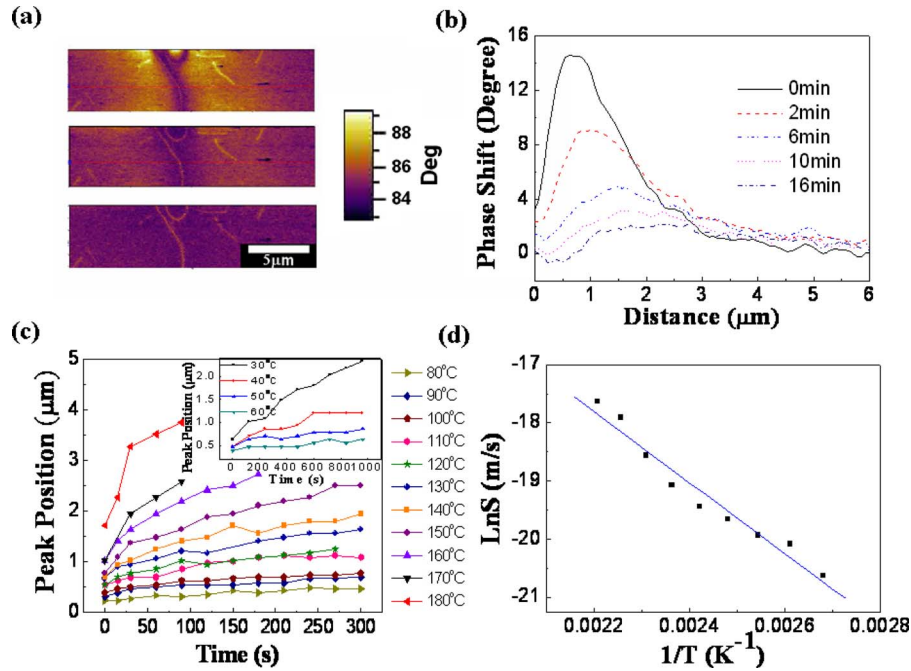 (a)
88
86
84
Deg
5μm
(b)
Phase Shift (Degree)
16
12
8
4
0
0min
2min
6min
10min
16min
0 1 2 3 4 5 6
Distance (μm)
(c)
Peak Position (μm)
5
4
3
2
1
0
Peak Position (μm)
2.0
1.5
1.0
0.5
30°C
40°C
50°C
60°C
0 200 400 600 800 1000
Time (s)
80°C
90°C
100°C
110°C
120°C
130°C
140°C
150°C
160°C
170°C
180°C
0 50 100 150 200 250 300
Time (s)
(d)
LnS (m/s)
-17
-18
-19
-20
-21
0.0022 0.0024 0.0026 0.0028
1/T (K⁻¹)